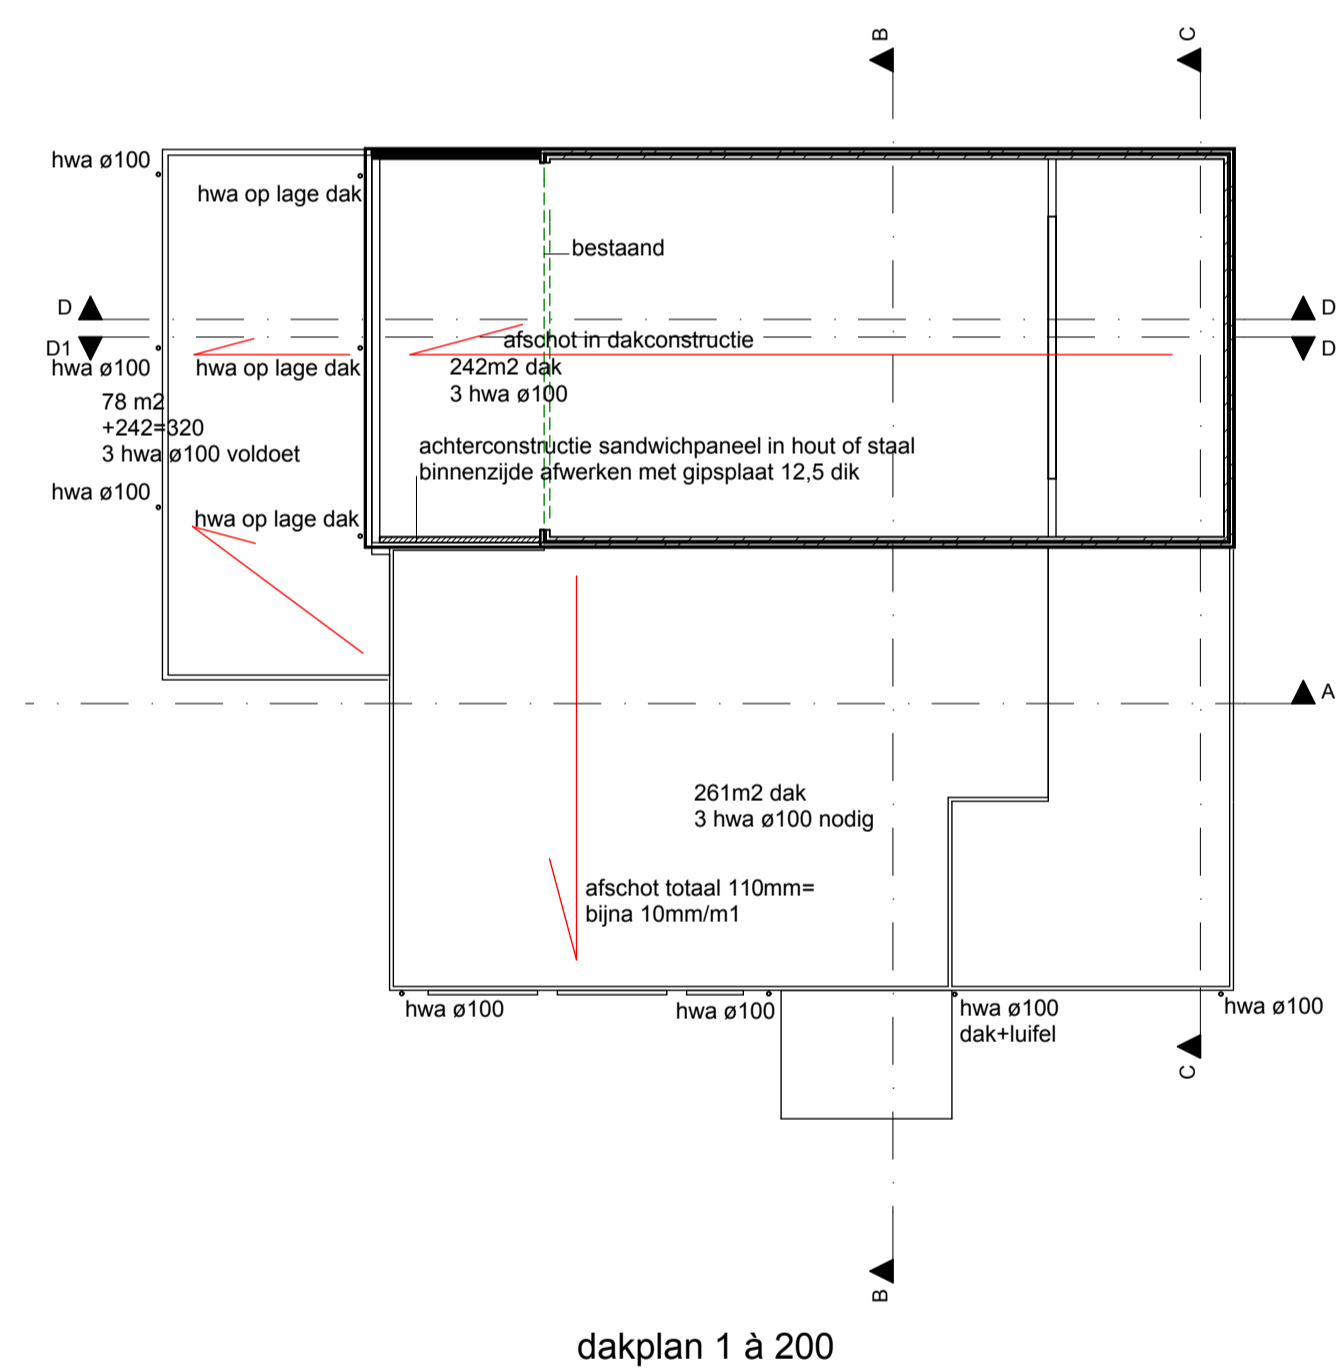 B
C
hwa ø100
hwa op lage dak
bestaand
D
D
afschot in dakconstructie
D1
D
hwa ø100
hwa op lage dak
242m2 dak
3 hwa ø100
78 m2
+242=320
3 hwa ø100 voldoet
achterconstructie sandwichpaneel in hout of staal
binnenzijde afwerken met gipsplaat 12,5 dik
hwa ø100
hwa op lage dak
A
261m2 dak
3 hwa ø100 nodig
afschot totaal 110mm=
bijna 10mm/m1
hwa ø100
hwa ø100
hwa ø100
dak+luifel
hwa ø100
C
B
dakplan 1 à 200